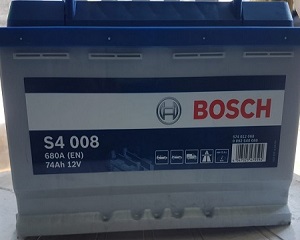 BOSCH
S4 008
680A (EN)
74Ah 12V